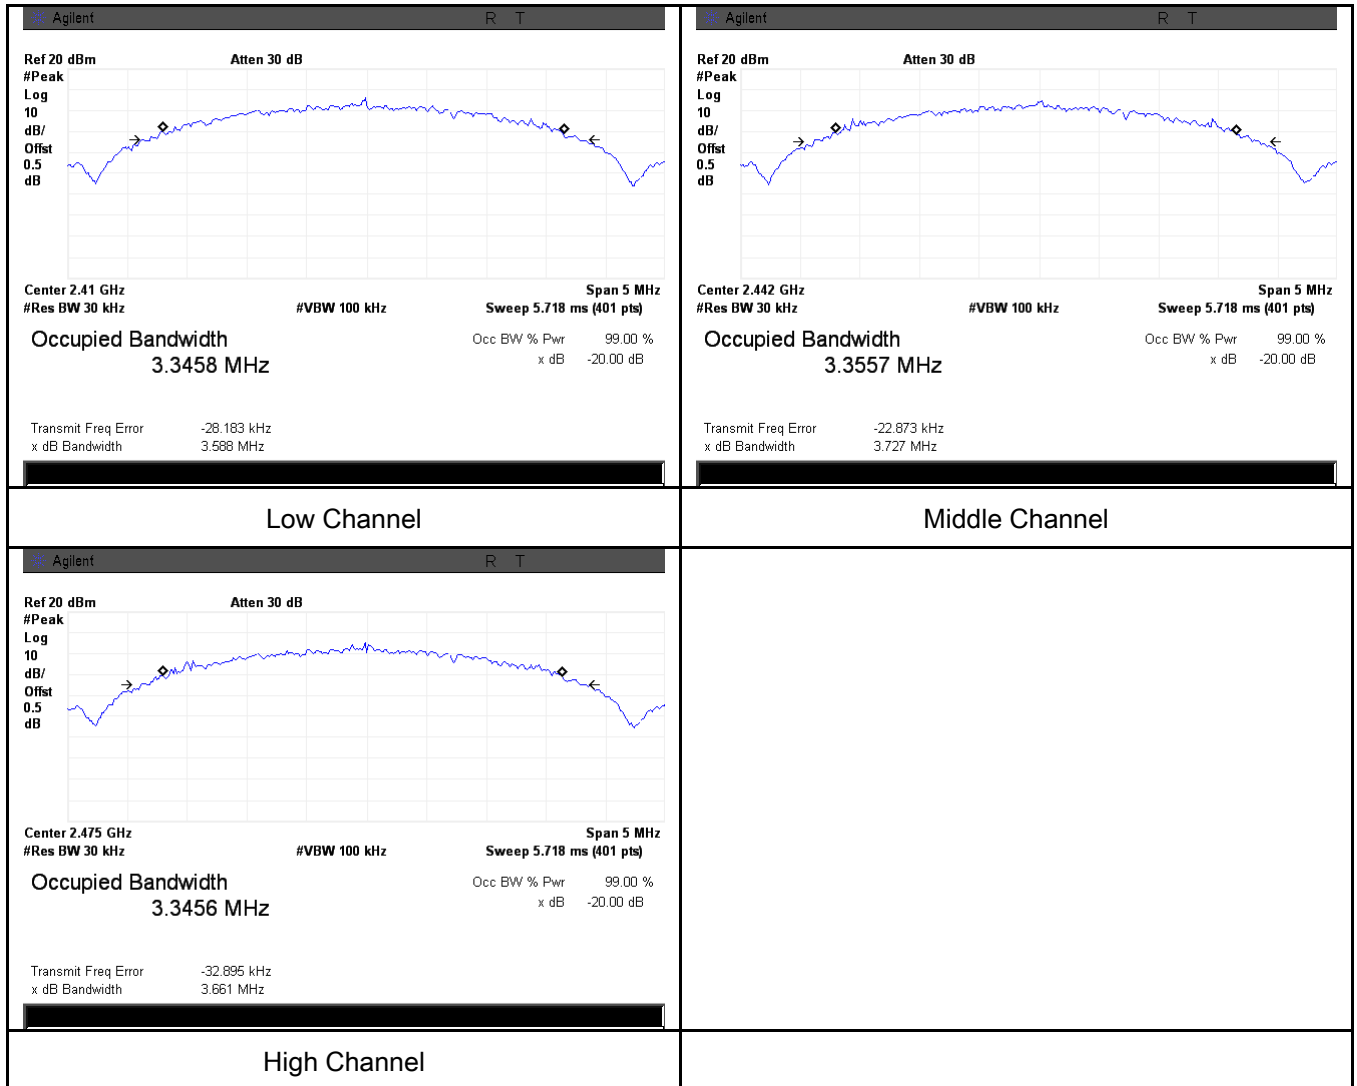 Agilent R T
Ref 20 dBm Atten 30 dB
#Peak
Log
10
dB/
Offst
0.5
dB
Center 2.41 GHz Span 5 MHz
#Res BW 30 kHz #VBW 100 kHz Sweep 5.718 ms (401 pts)
Occupied Bandwidth Occ BW % Pwr 99.00 %
3.3458 MHz x dB -20.00 dB
Transmit Freq Error -28.183 kHz
x dB Bandwidth 3.588 MHz
Low Channel
Agilent R T
Ref 20 dBm Atten 30 dB
#Peak
Log
10
dB/
Offst
0.5
dB
Center 2.442 GHz Span 5 MHz
#Res BW 30 kHz #VBW 100 kHz Sweep 5.718 ms (401 pts)
Occupied Bandwidth Occ BW % Pwr 99.00 %
3.3557 MHz x dB -20.00 dB
Transmit Freq Error -22.873 kHz
x dB Bandwidth 3.727 MHz
Middle Channel
Agilent R T
Ref 20 dBm Atten 30 dB
#Peak
Log
10
dB/
Offst
0.5
dB
Center 2.475 GHz Span 5 MHz
#Res BW 30 kHz #VBW 100 kHz Sweep 5.718 ms (401 pts)
Occupied Bandwidth Occ BW % Pwr 99.00 %
3.3456 MHz x dB -20.00 dB
Transmit Freq Error -32.895 kHz
x dB Bandwidth 3.661 MHz
High Channel